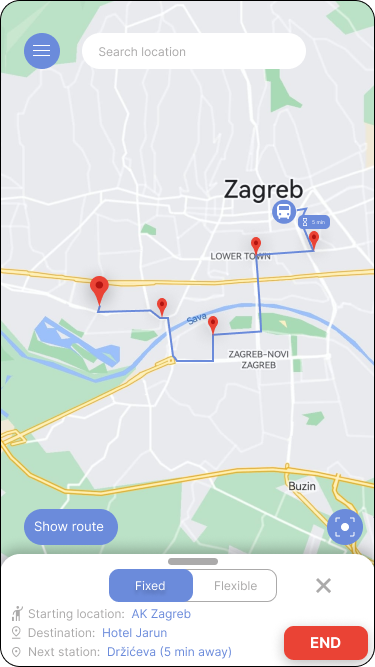 Search location
Zagreb
5 min
LOWER TOWN
Sava
ZAGREB-NOVI
ZAGREB
Buzin
Show route
Fixed
Flexible
Starting location: AK Zagreb
Destination: Hotel Jarun
Next station: Držićeva (5 min away)
END